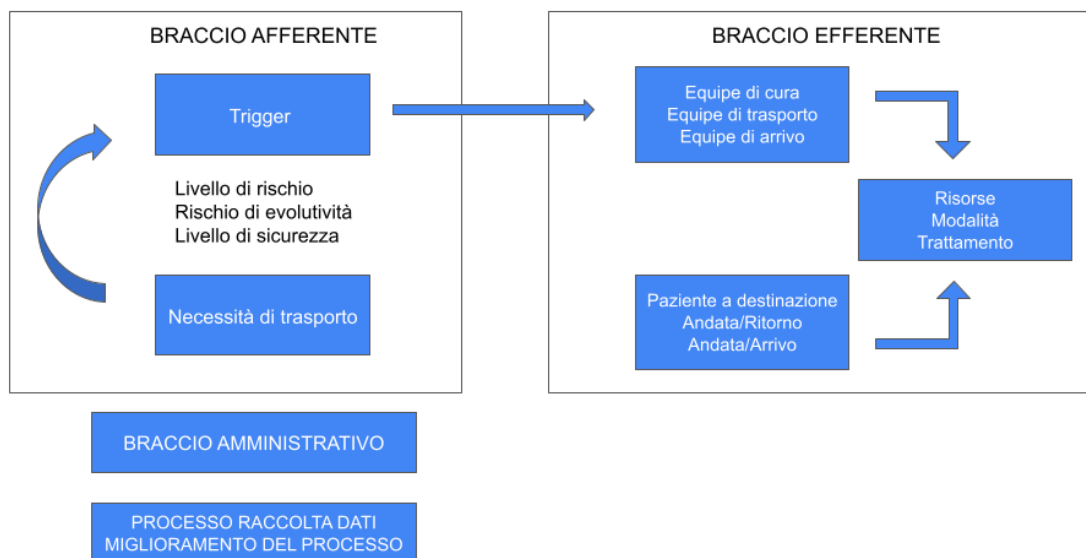 BRACCIO AFFERENTE
Trigger
Livello di rischio
Rischio di evolutività
Livello di sicurezza
Necessità di trasporto
BRACCIO EFFERENTE
Equipe di cura
Equipe di trasporto
Equipe di arrivo
Risorse
Modalità
Trattamento
Paziente a destinazione
Andata/Ritorno
Andata/Arrivo
BRACCIO AMMINISTRATIVO
PROCESSO RACCOLTA DATI
MIGLIORAMENTO DEL PROCESSO